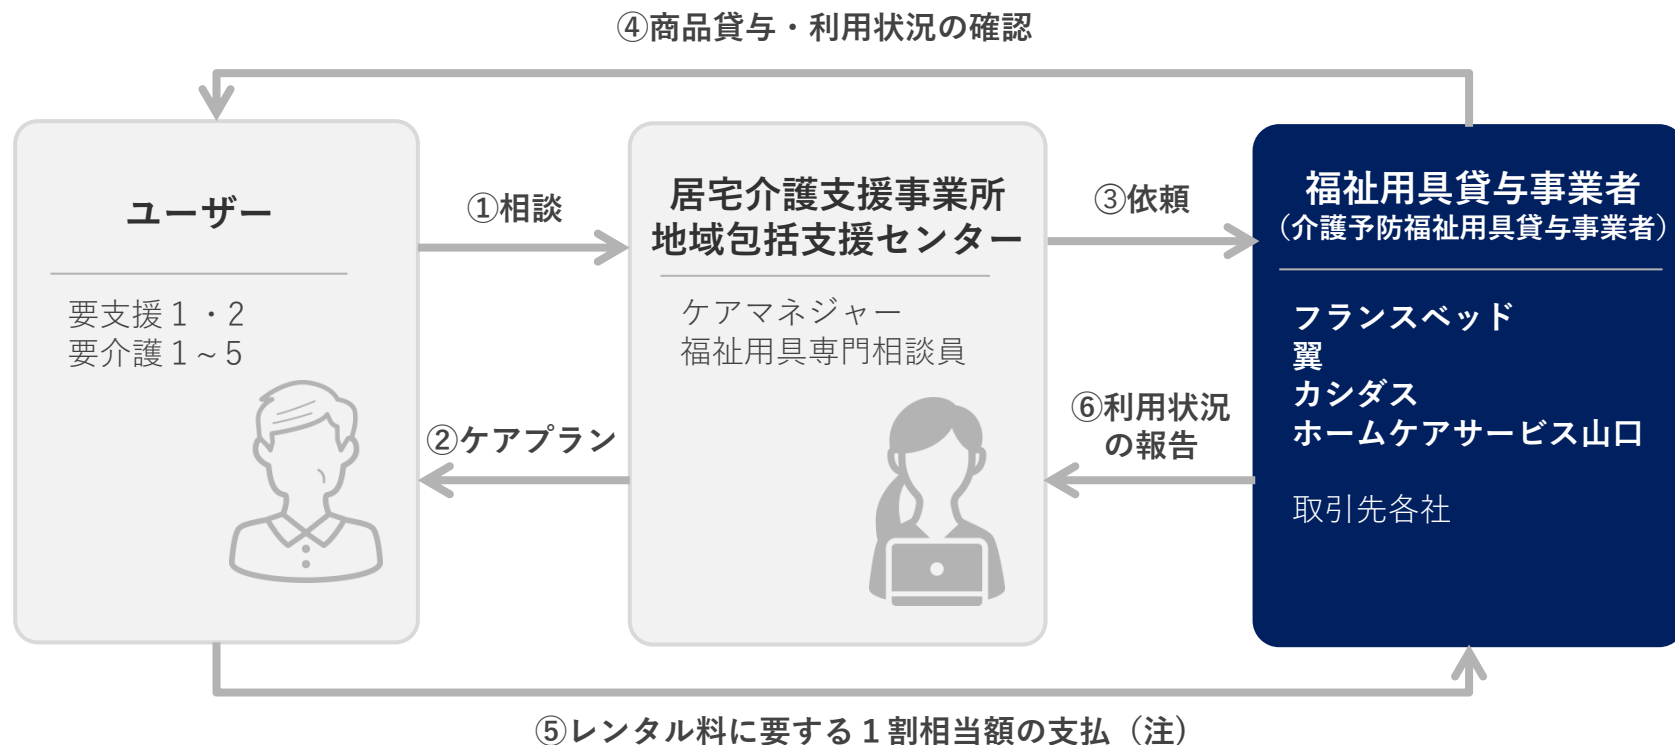 ④商品貸与・利用状況の確認
ユーザー
要支援１・２
要介護１~５
①相談
②ケアプラン
居宅介護支援事業所
地域包括支援センター
ケアマネジャー
福祉用具専門相談員
③依頼
⑥利用状況
の報告
福祉用具貸与事業者
（介護予防福祉用具貸与事業者）
フランスベッド
翼
カシダス
ホームケアサービス山口
取引先各社
⑤レンタル料に要する１割相当額の支払（注）